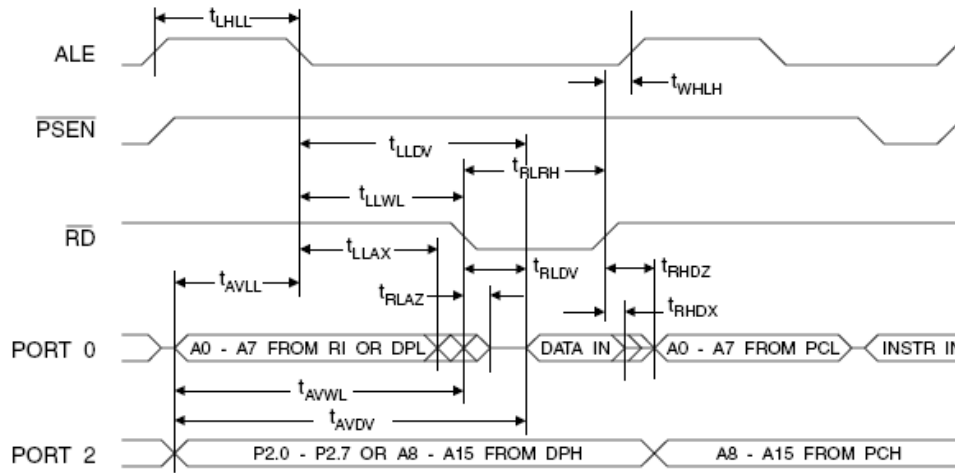 tLHLL
ALE
tWHLH
PSEN
tLLDV
tRLRH
tLLWL
RD
tLLAX
tRLDV
tRHDZ
tAVLL
tRLAZ
tRHDX
PORT 0
A0 - A7 FROM RI OR DPL
DATA IN
A0 - A7 FROM PCL
INSTR IN
tAVWL
tAVDV
PORT 2
P2.0 - P2.7 OR A8 - A15 FROM DPH
A8 - A15 FROM PCH